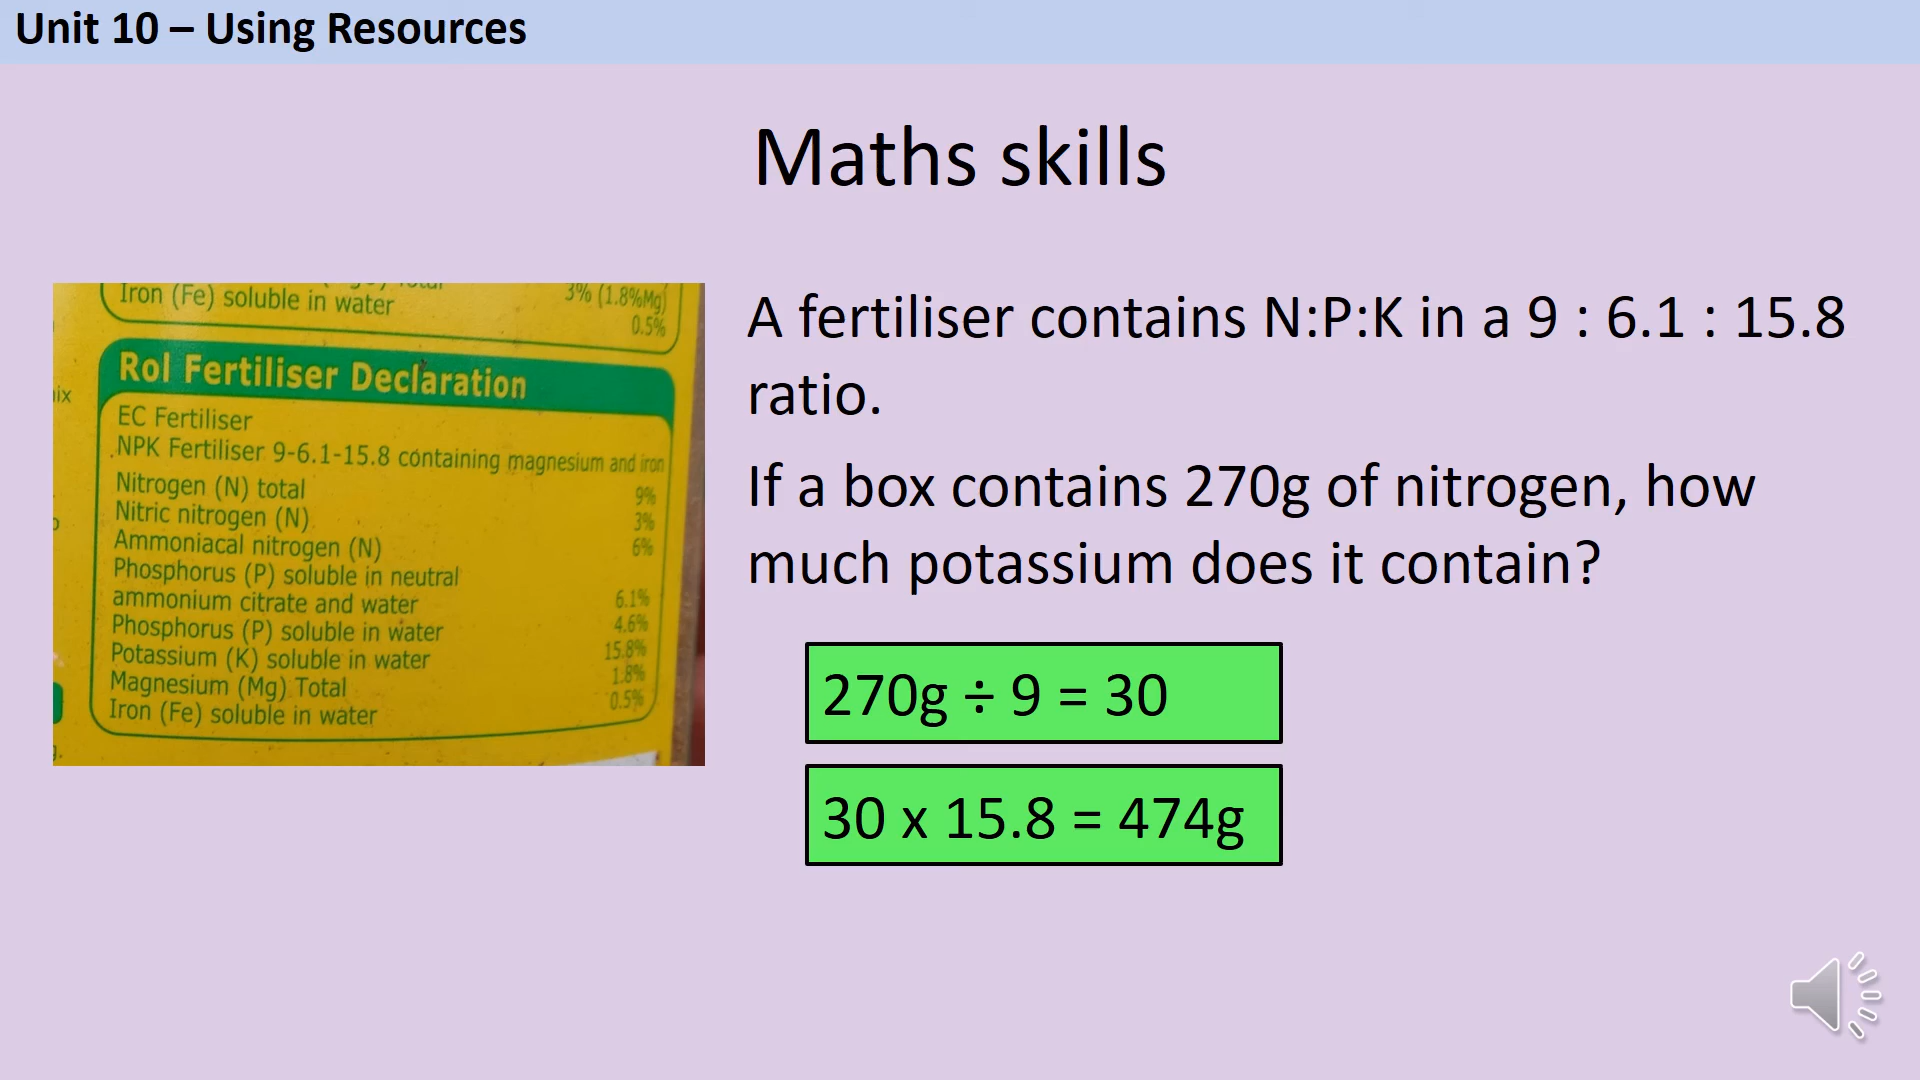 Unit 10 – Using Resources
Maths skills
Iron (Fe) soluble in water
3% (1.8%Mg)
0.5%
ix
Rol Fertiliser Declaration
EC Fertiliser
NPK Fertiliser 9-6.1-15.8 containing magnesium and iron
Nitrogen (N) total 9%
Nitric nitrogen (N) 3%
Ammoniacal nitrogen (N) 6%
Phosphorus (P) soluble in neutral
ammonium citrate and water 6.1%
Phosphorus (P) soluble in water 4.6%
Potassium (K) soluble in water 15.8%
Magnesium (Mg) Total 1.8%
Iron (Fe) soluble in water 0.5%
A fertiliser contains N:P:K in a 9 : 6.1 : 15.8
ratio.
If a box contains 270g of nitrogen, how
much potassium does it contain?
270g ÷ 9 = 30
30 x 15.8 = 474g